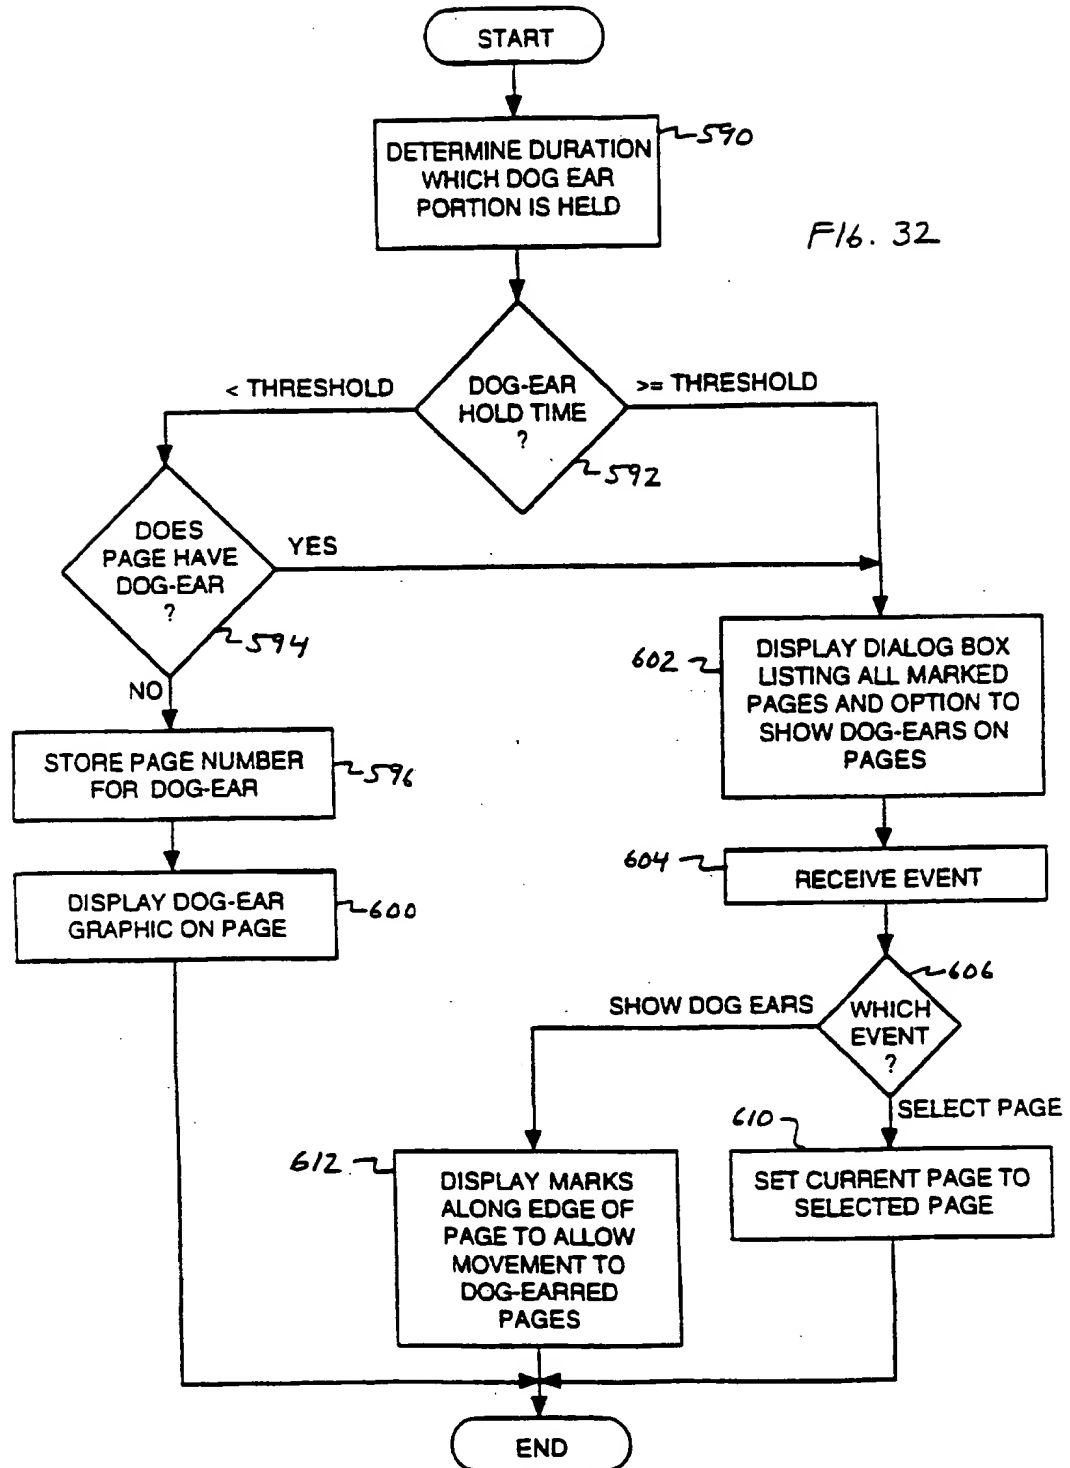 START
DETERMINE DURATION
WHICH DOG EAR
PORTION IS HELD
590
FIG. 32
< THRESHOLD
DOG-EAR
HOLD TIME
?
>= THRESHOLD
592
DOES
PAGE HAVE
DOG-EAR
?
YES
594
NO
602
DISPLAY DIALOG BOX
LISTING ALL MARKED
PAGES AND OPTION TO
SHOW DOG-EARS ON
PAGES
STORE PAGE NUMBER
FOR DOG-EAR
596
604
RECEIVE EVENT
DISPLAY DOG-EAR
GRAPHIC ON PAGE
600
606
SHOW DOG EARS
WHICH
EVENT
?
SELECT PAGE
610
612
DISPLAY MARKS
ALONG EDGE OF
PAGE TO ALLOW
MOVEMENT TO
DOG-EARRED
PAGES
SET CURRENT PAGE TO
SELECTED PAGE
END